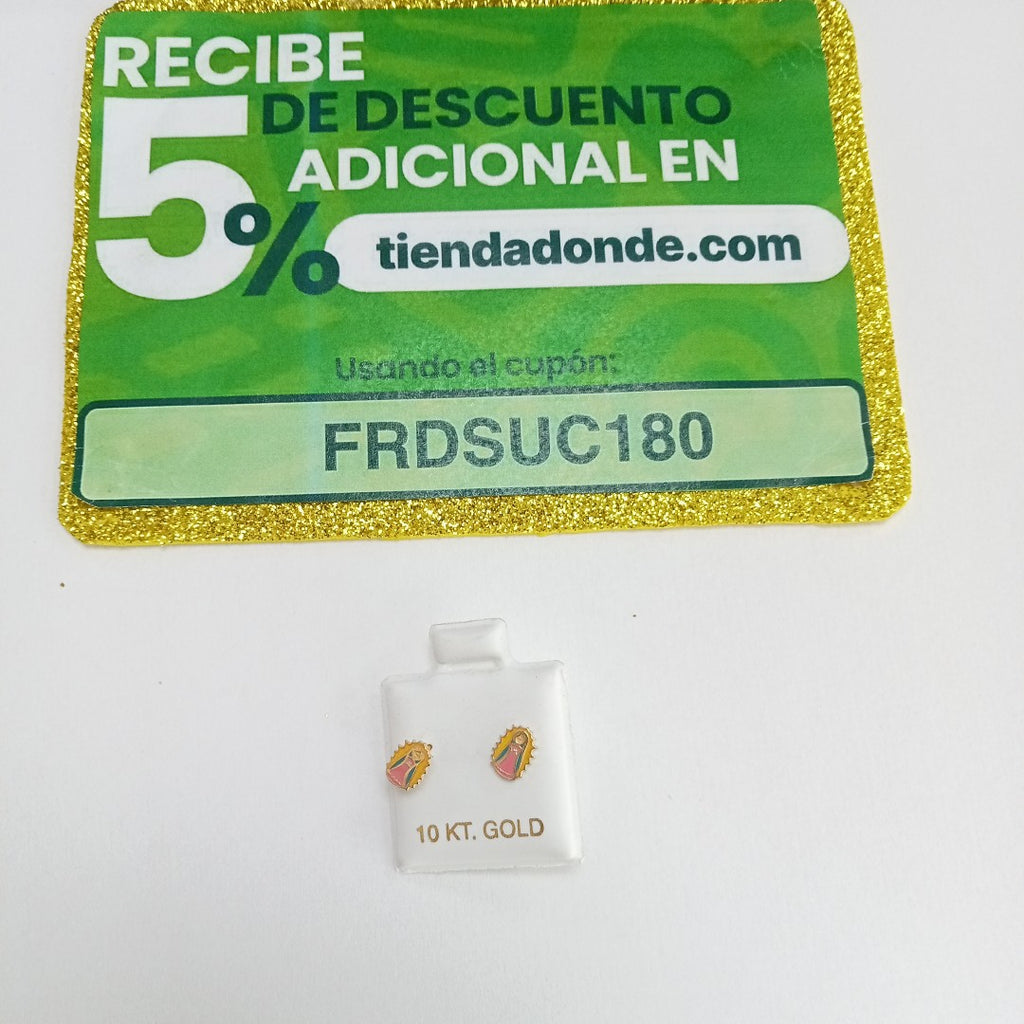 RECIBE
5% DE DESCUENTO
ADICIONAL EN
tiendadonde.com
Usando el cupón:
FRDSUC180
10 KT. GOLD